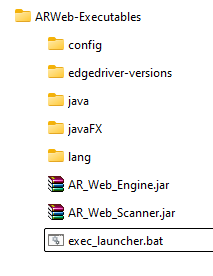 ARWeb-Executables
config
edgedriver-versions
java
javaFX
lang
AR_Web_Engine.jar
AR_Web_Scanner.jar
exec_launcher.bat